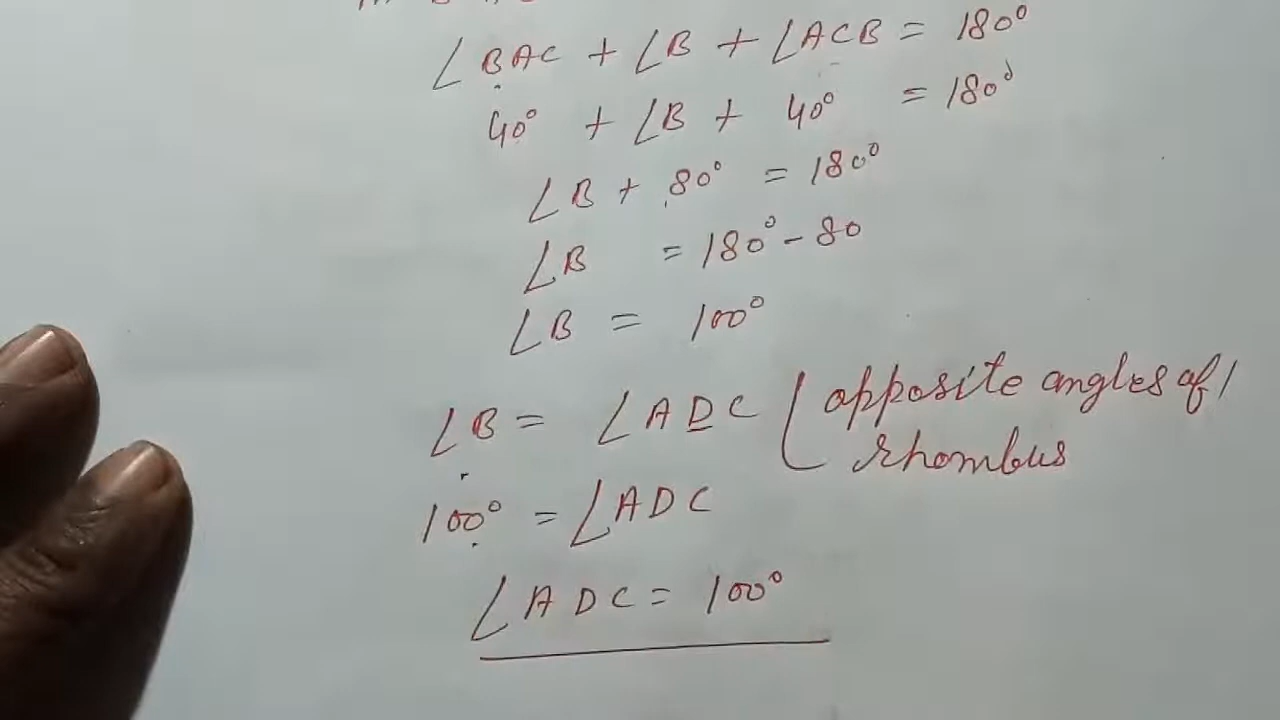 ∠BAC + ∠B + ∠ACB = 180°
40° + ∠B + 40° = 180°
∠B + 80° = 180°
∠B = 180° - 80
∠B = 100°
∠B = ∠ADC (opposite angles of
rhombus
100° = ∠ADC
∠ADC = 100°